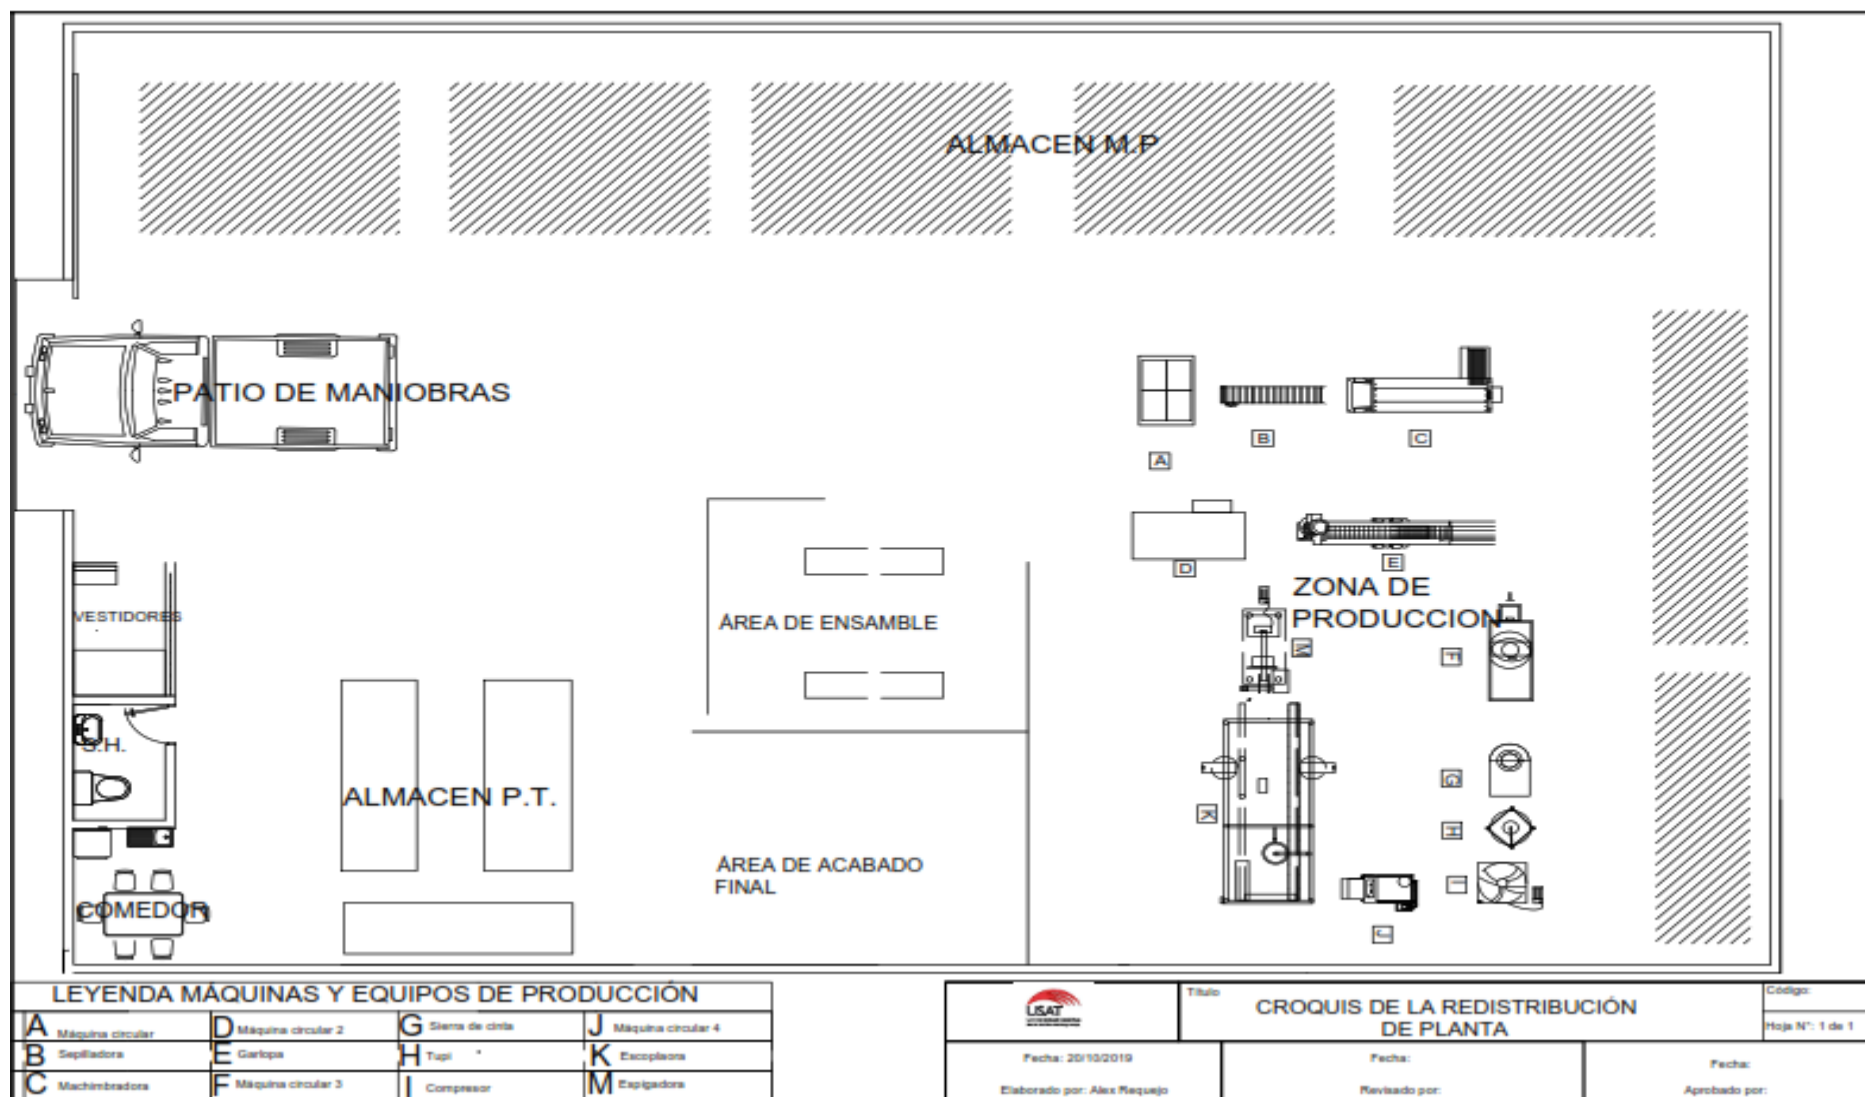 ALMACEN M.P
PATIO DE MANIOBRAS
A
B
C
D
E
ZONA DE
PRODUCCION
VESTIDORES
ÁREA DE ENSAMBLE
M
F
S.H.
ALMACEN P.T.
G
K
H
ÁREA DE ACABADO
FINAL
I
COMEDOR
J
LEYENDA MÁQUINAS Y EQUIPOS DE PRODUCCIÓN
A Máquina circular
D Máquina circular 2
G Sierra de cinta
J Máquina circular 4
B Sepilladora
E Garlopa
H Tupi
K Escoplaora
C Machimbradora
F Máquina circular 3
I Compresor
M Espigadora
USAT
Título
CROQUIS DE LA REDISTRIBUCIÓN
DE PLANTA
Código:
Hoja N°: 1 de 1
Fecha: 20/10/2019
Fecha:
Fecha:
Elaborado por: Alex Requejo
Revisado por:
Aprobado por: